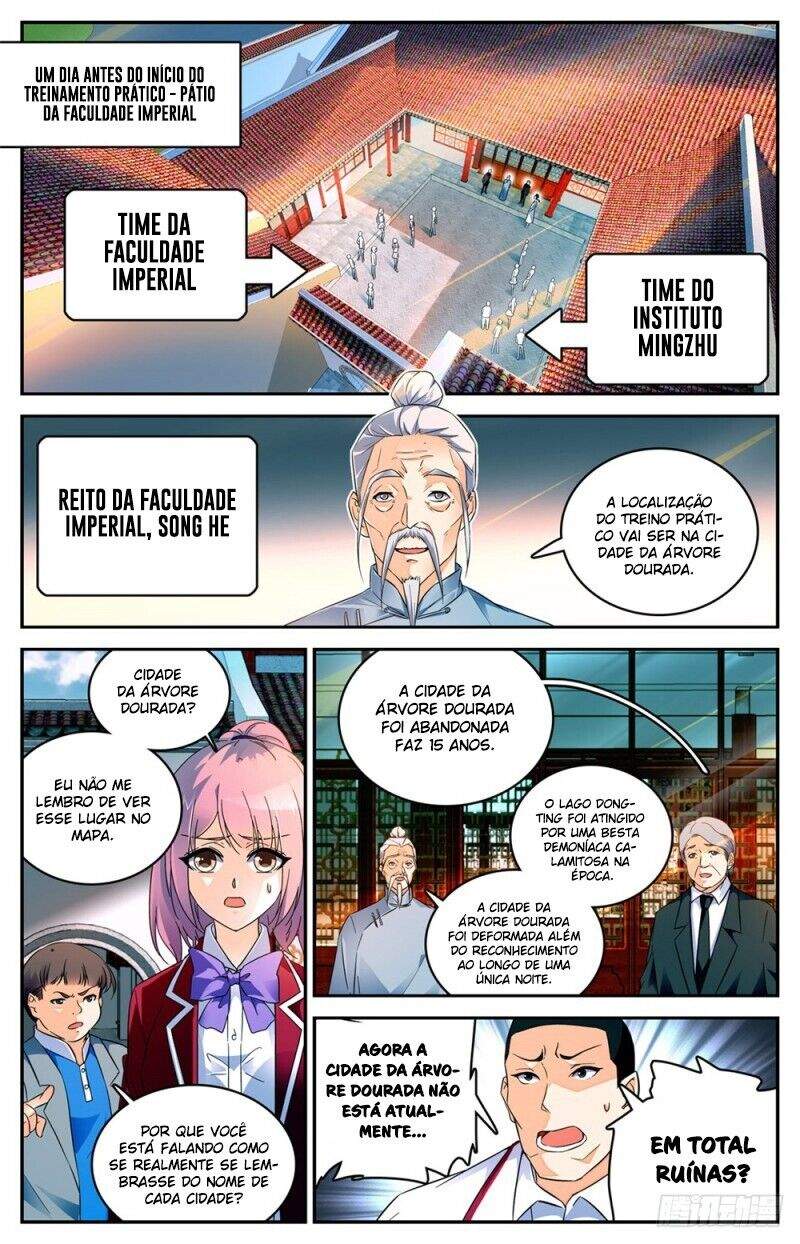 UM DIA ANTES DO INÍCIO DO
TREINAMENTO PRÁTICO - PÁTIO
DA FACULDADE IMPERIAL
TIME DA
FACULDADE
IMPERIAL
TIME DO
INSTITUTO
MINGZHU
REITO DA FACULDADE
IMPERIAL, SONG HE
A LOCALIZAÇÃO
DO TREINO PRÁTI-
CO VAI SER NA CI-
DADE DA ÁRVORE
DOURADA.
CIDADE
DA ÁRVORE
DOURADA?
EU NÃO ME
LEMBRO DE VER
ESSE LUGAR NO
MAPA.
POR QUE VOCÊ
ESTÁ FALANDO COMO
SE REALMENTE SE LEM-
BRASSE DO NOME DE
CADA CIDADE?
A CIDADE DA
ÁRVORE DOURADA
FOI ABANDONADA
FAZ 15 ANOS.
O LAGO DONG-
TING FOI ATINGIDO
POR UMA BESTA
DEMONÍACA CA-
LAMITOSA NA
ÉPOCA.
A CIDADE DA
ÁRVORE DOURADA
FOI DEFORMADA ALÉM
DO RECONHECIMENTO
AO LONGO DE UMA
ÚNICA NOITE.
AGORA A
CIDADE DA ÁRVO-
RE DOURADA NÃO
ESTÁ ATUAL-
MENTE...
EM TOTAL
RUÍNAS?
腾讯动漫